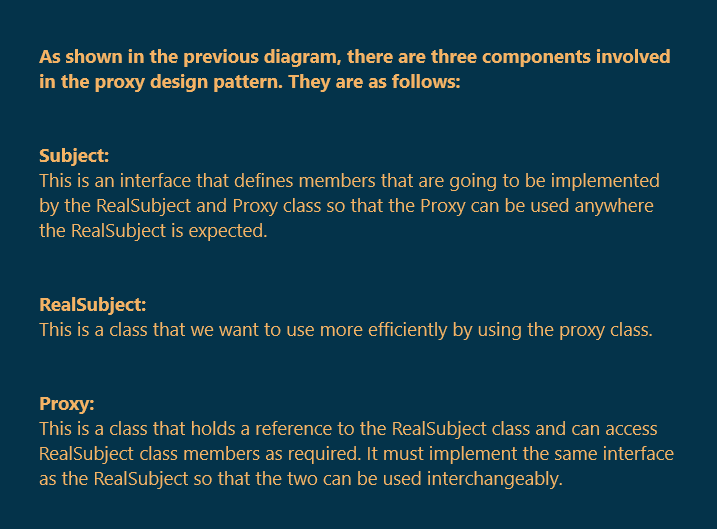 As shown in the previous diagram, there are three components involved
in the proxy design pattern. They are as follows:
Subject:
This is an interface that defines members that are going to be implemented
by the RealSubject and Proxy class so that the Proxy can be used anywhere
the RealSubject is expected.
RealSubject:
This is a class that we want to use more efficiently by using the proxy class.
Proxy:
This is a class that holds a reference to the RealSubject class and can access
RealSubject class members as required. It must implement the same interface
as the RealSubject so that the two can be used interchangeably.